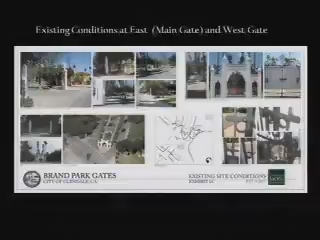 Existing Conditions at East (Main Gate) and West Gate
BRAND PARK GATES
CITY OF GLENDALE, CA
EXISTING SITE CONDITIONS